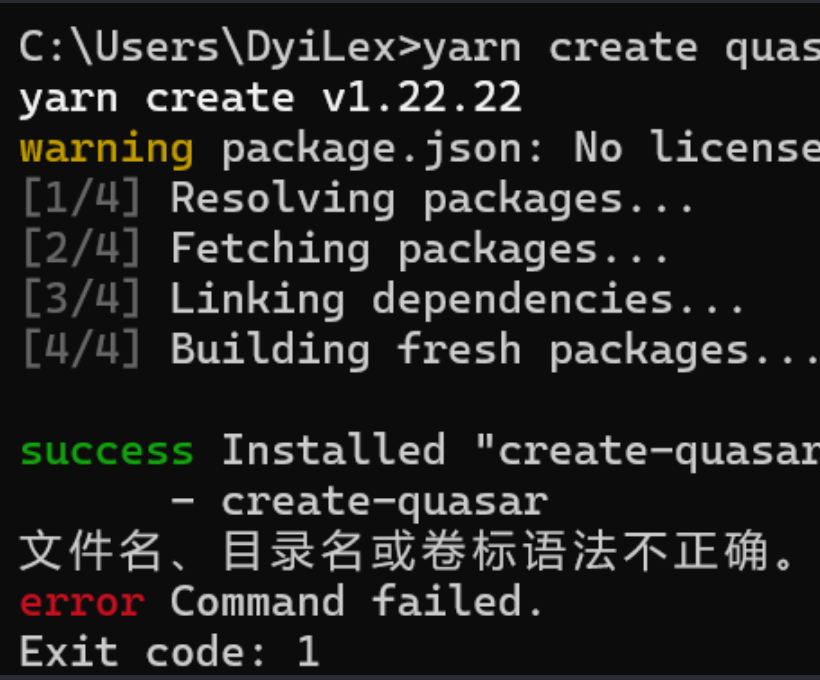 C:\Users\DyiLex>yarn create quas
yarn create v1.22.22
warning package.json: No license
[1/4] Resolving packages...
[2/4] Fetching packages...
[3/4] Linking dependencies...
[4/4] Building fresh packages...
success Installed "create-quasar
- create-quasar
文件名、目录名或卷标语法不正确。
error Command failed.
Exit code: 1